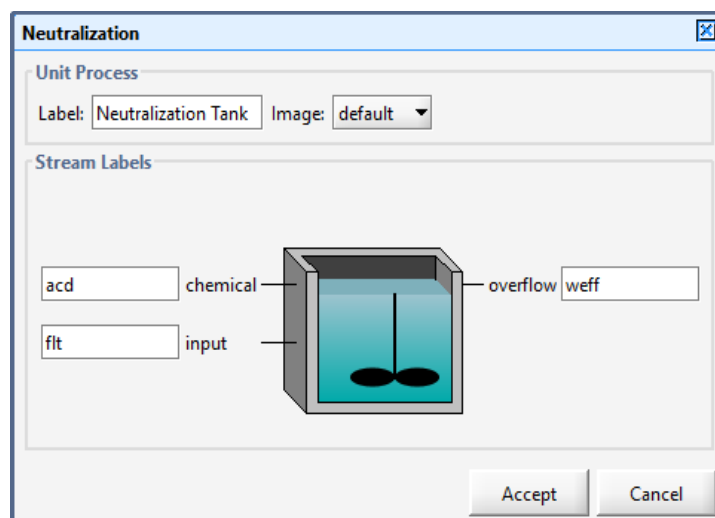 Neutralization
Unit Process
Label: Neutralization Tank Image: default
Stream Labels
acd chemical overflow weff
flt input
Accept Cancel